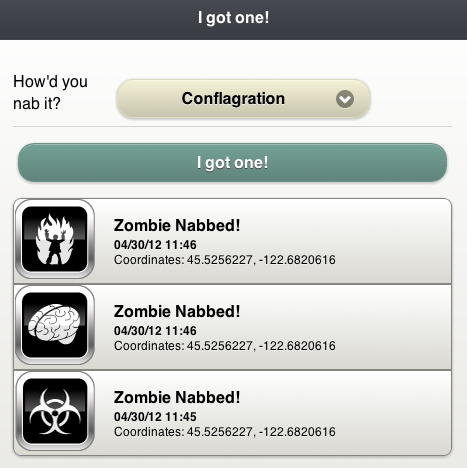 I got one!
How'd you
nab it?
Conflagration
I got one!
Zombie Nabbed!
04/30/12 11:46
Coordinates: 45.5256227, -122.6820616
Zombie Nabbed!
04/30/12 11:46
Coordinates: 45.5256227, -122.6820616
Zombie Nabbed!
04/30/12 11:45
Coordinates: 45.5256227, -122.6820616